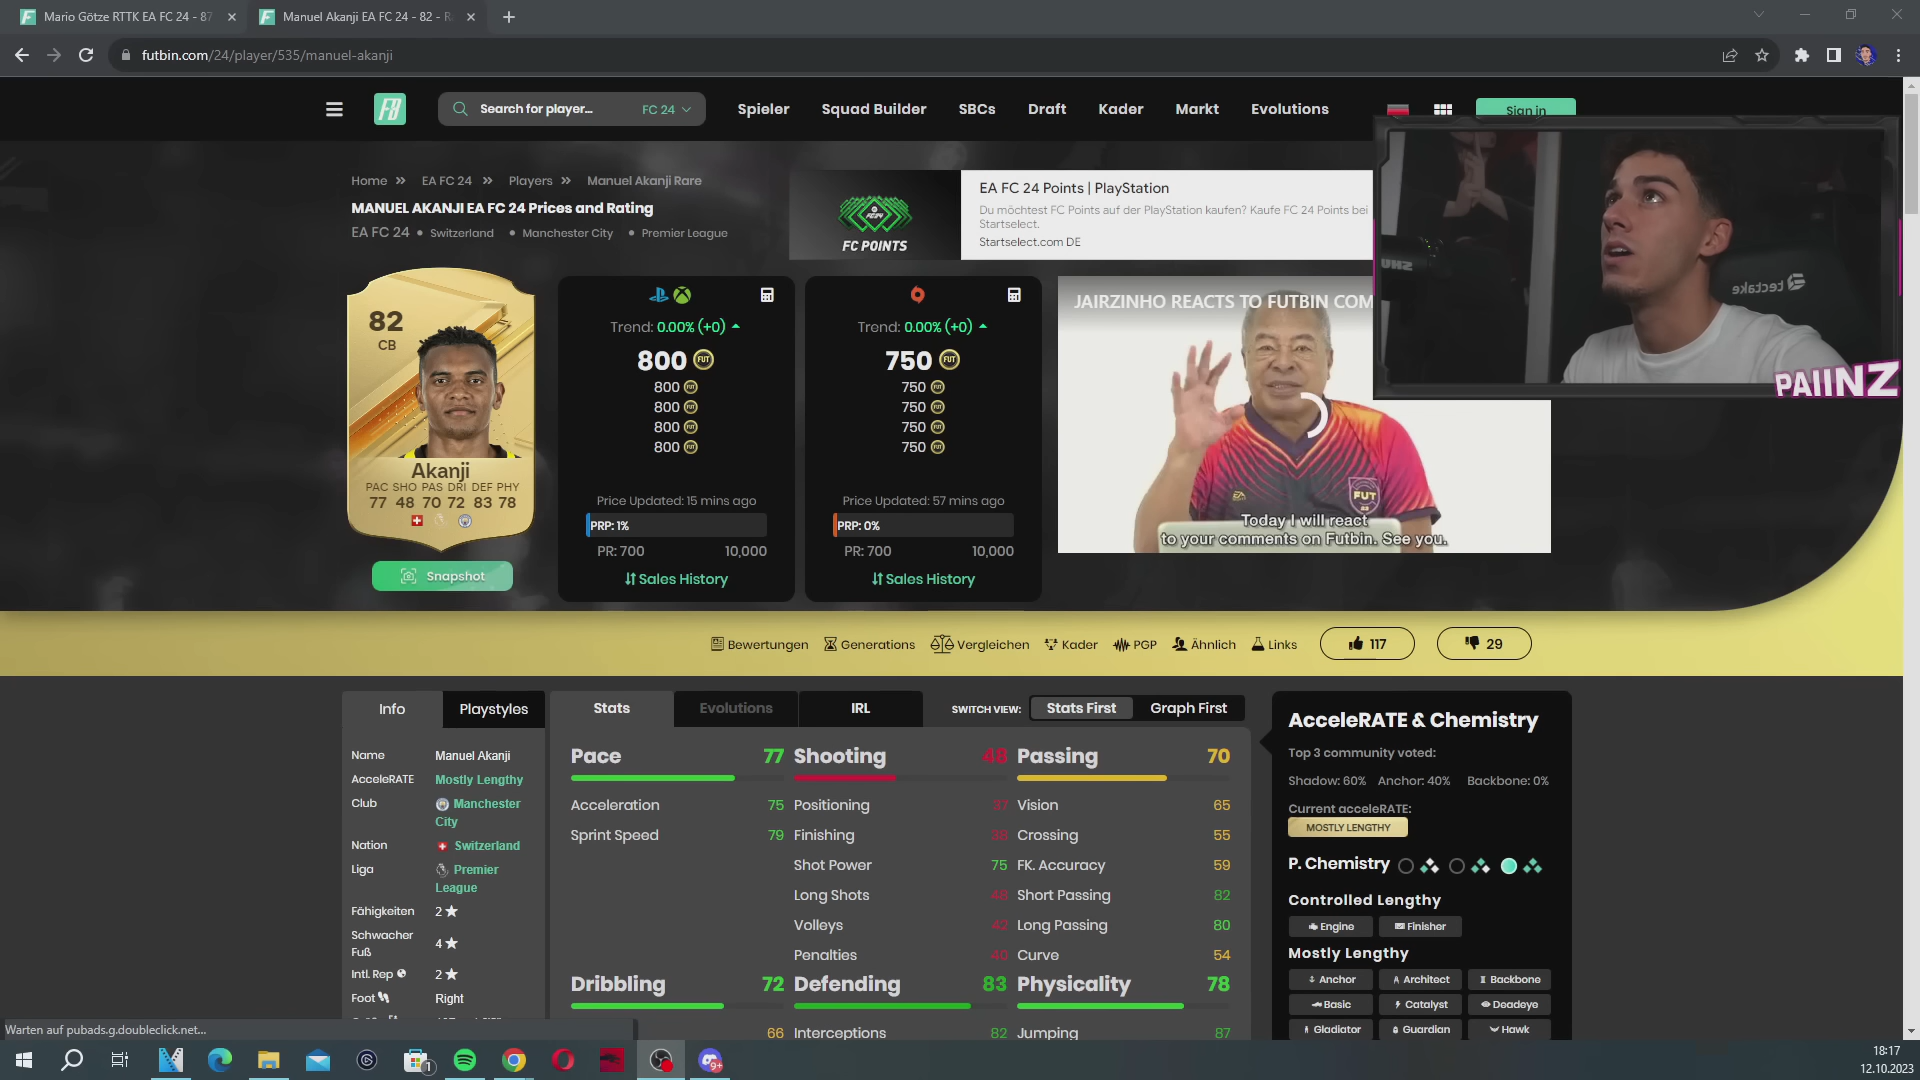 Mario Götze RTTK EA FC 24 - 87
Manuel Akanji EA FC 24 - 82 - R
futbin.com/24/player/535/manuel-akanji
Search for player...
FC 24
Spieler
Squad Builder
SBCs
Draft
Kader
Markt
Evolutions
Sign in
Home » EA FC 24 » Players » Manuel Akanji Rare
MANUEL AKANJI EA FC 24 Prices and Rating
EA FC 24 • Switzerland • Manchester City • Premier League
FC POINTS
EA FC 24 Points | PlayStation
Du möchtest FC Points auf der PlayStation kaufen? Kaufe FC 24 Points bei
Startselect.
Startselect.com DE
SHU
tectake
PAIINZ
82
CB
Akanji
PAC SHO PAS DRI DEF PHY
77 48 70 72 83 78
Snapshot
Trend: 0.00% (+0)
800
800
800
800
800
Price Updated: 15 mins ago
PRP: 1%
PR: 700 10,000
Sales History
Trend: 0.00% (+0)
750
750
750
750
750
Price Updated: 57 mins ago
PRP: 0%
PR: 700 10,000
Sales History
JAIRZINHO REACTS TO FUTBIN COM
FUT
Today I will react
to your comments on Futbin. See you.
Bewertungen
Generations
Vergleichen
Kader
PGP
Ähnlich
Links
117
29
Info
Playstyles
Name Manuel Akanji
AcceleRATE Mostly Lengthy
Club Manchester
City
Nation Switzerland
Liga Premier
League
Fähigkeiten 2
Schwacher
Fuß 4
Intl. Rep 2
Foot Right
Stats
Evolutions
IRL
SWITCH VIEW:
Stats First
Graph First
Pace 77
Acceleration 75
Sprint Speed 79
Shooting 48
Positioning 37
Finishing 38
Shot Power 75
Long Shots 48
Volleys 42
Penalties 40
Passing 70
Vision 65
Crossing 55
FK. Accuracy 59
Short Passing 82
Long Passing 80
Curve 54
Dribbling 72
66
Defending 83
Interceptions 82
Physicality 78
Jumping 87
AcceleRATE & Chemistry
Top 3 community voted:
Shadow: 60% Anchor: 40% Backbone: 0%
Current acceleRATE:
MOSTLY LENGTHY
P. Chemistry
Controlled Lengthy
Engine
Finisher
Mostly Lengthy
Anchor
Architect
Backbone
Basic
Catalyst
Deadeye
Gladiator
Guardian
Hawk
Warten auf pubads.g.doubleclick.net...
1
9+
18:17
12.10.2023